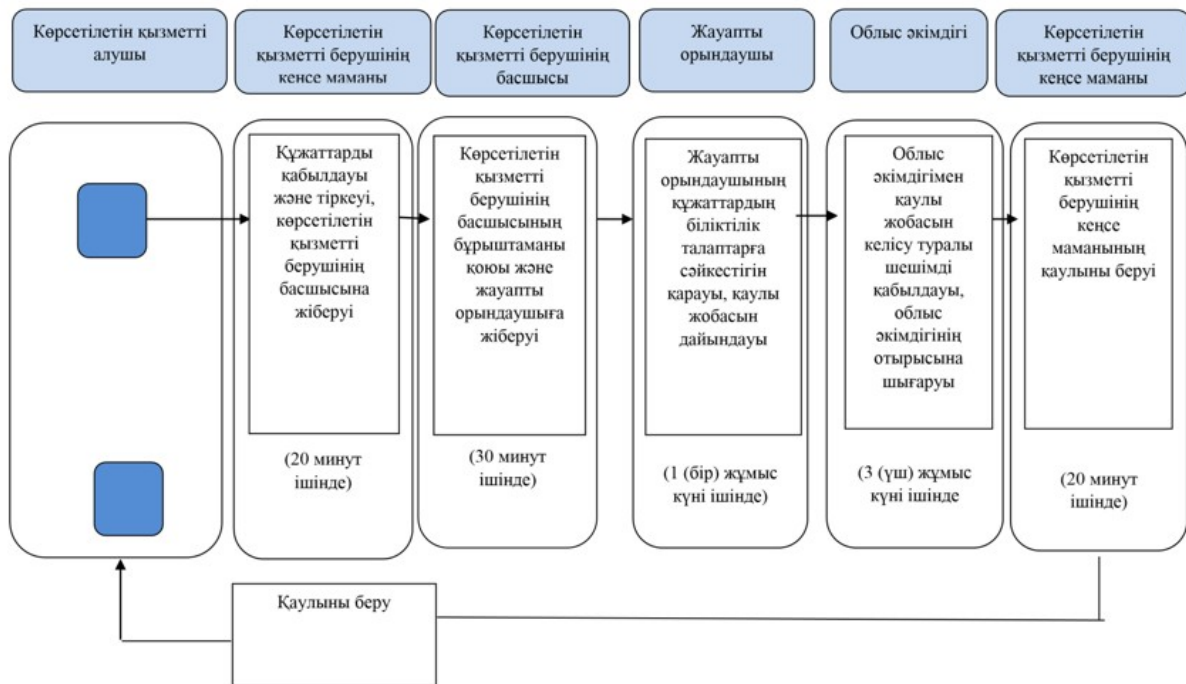 Көрсетілетін қызметті
алушы
Көрсетілетін
қызметті берушінің
кеңсе маманы
Көрсетілетін
қызметті берушінің
басшысы
Жауапты
орындаушы
Облыс әкімдігі
Көрсетілетін
қызметті берушінің
кеңсе маманы
Құжаттарды
қабылдауы
және тіркеуі,
көрсетілетін
қызметті
берушінің
басшысына
жіберуі
(20 минут
ішінде)
Көрсетілетін
қызметті
берушінің
басшысының
бұрыштаманы
қоюы және
жауапты
орындаушыға
жіберуі
(30 минут
ішінде)
Жауапты
орындаушының
құжаттардың
біліктілік
талаптарға
сәйкестігін
қарауы, қаулы
жобасын
дайындауы
(1 (бір) жұмыс
күні ішінде)
Облыс
әкімдігімен
қаулы
жобасын
келісу туралы
шешімді
қабылдауы,
облыс
әкімдігінің
отырысына
шығаруы
(3 (үш) жұмыс
күні ішінде
Көрсетілетін
қызметті
берушінің
кеңсе
маманының
қаулыны беруі
(20 минут
ішінде)
Қаулыны беру